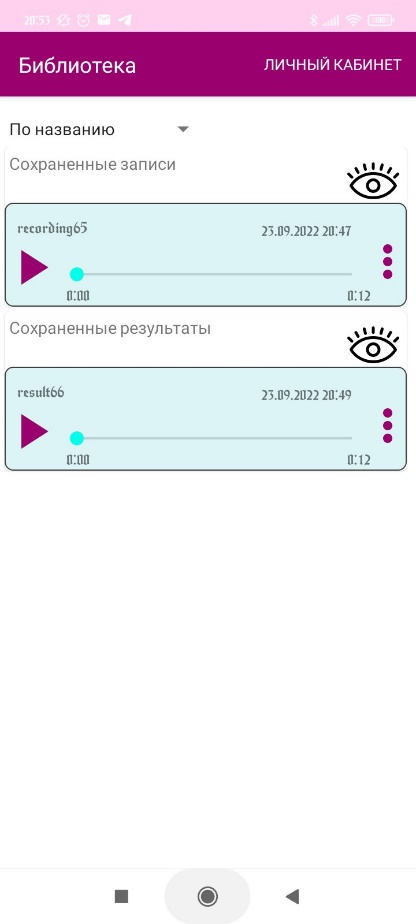 20:53
Библиотека
ЛИЧНЫЙ КАБИНЕТ
По названию
Сохраненные записи
recording65
23.09.2022 20:47
0:00
0:12
Сохраненные результаты
result66
23.09.2022 20:49
0:00
0:12